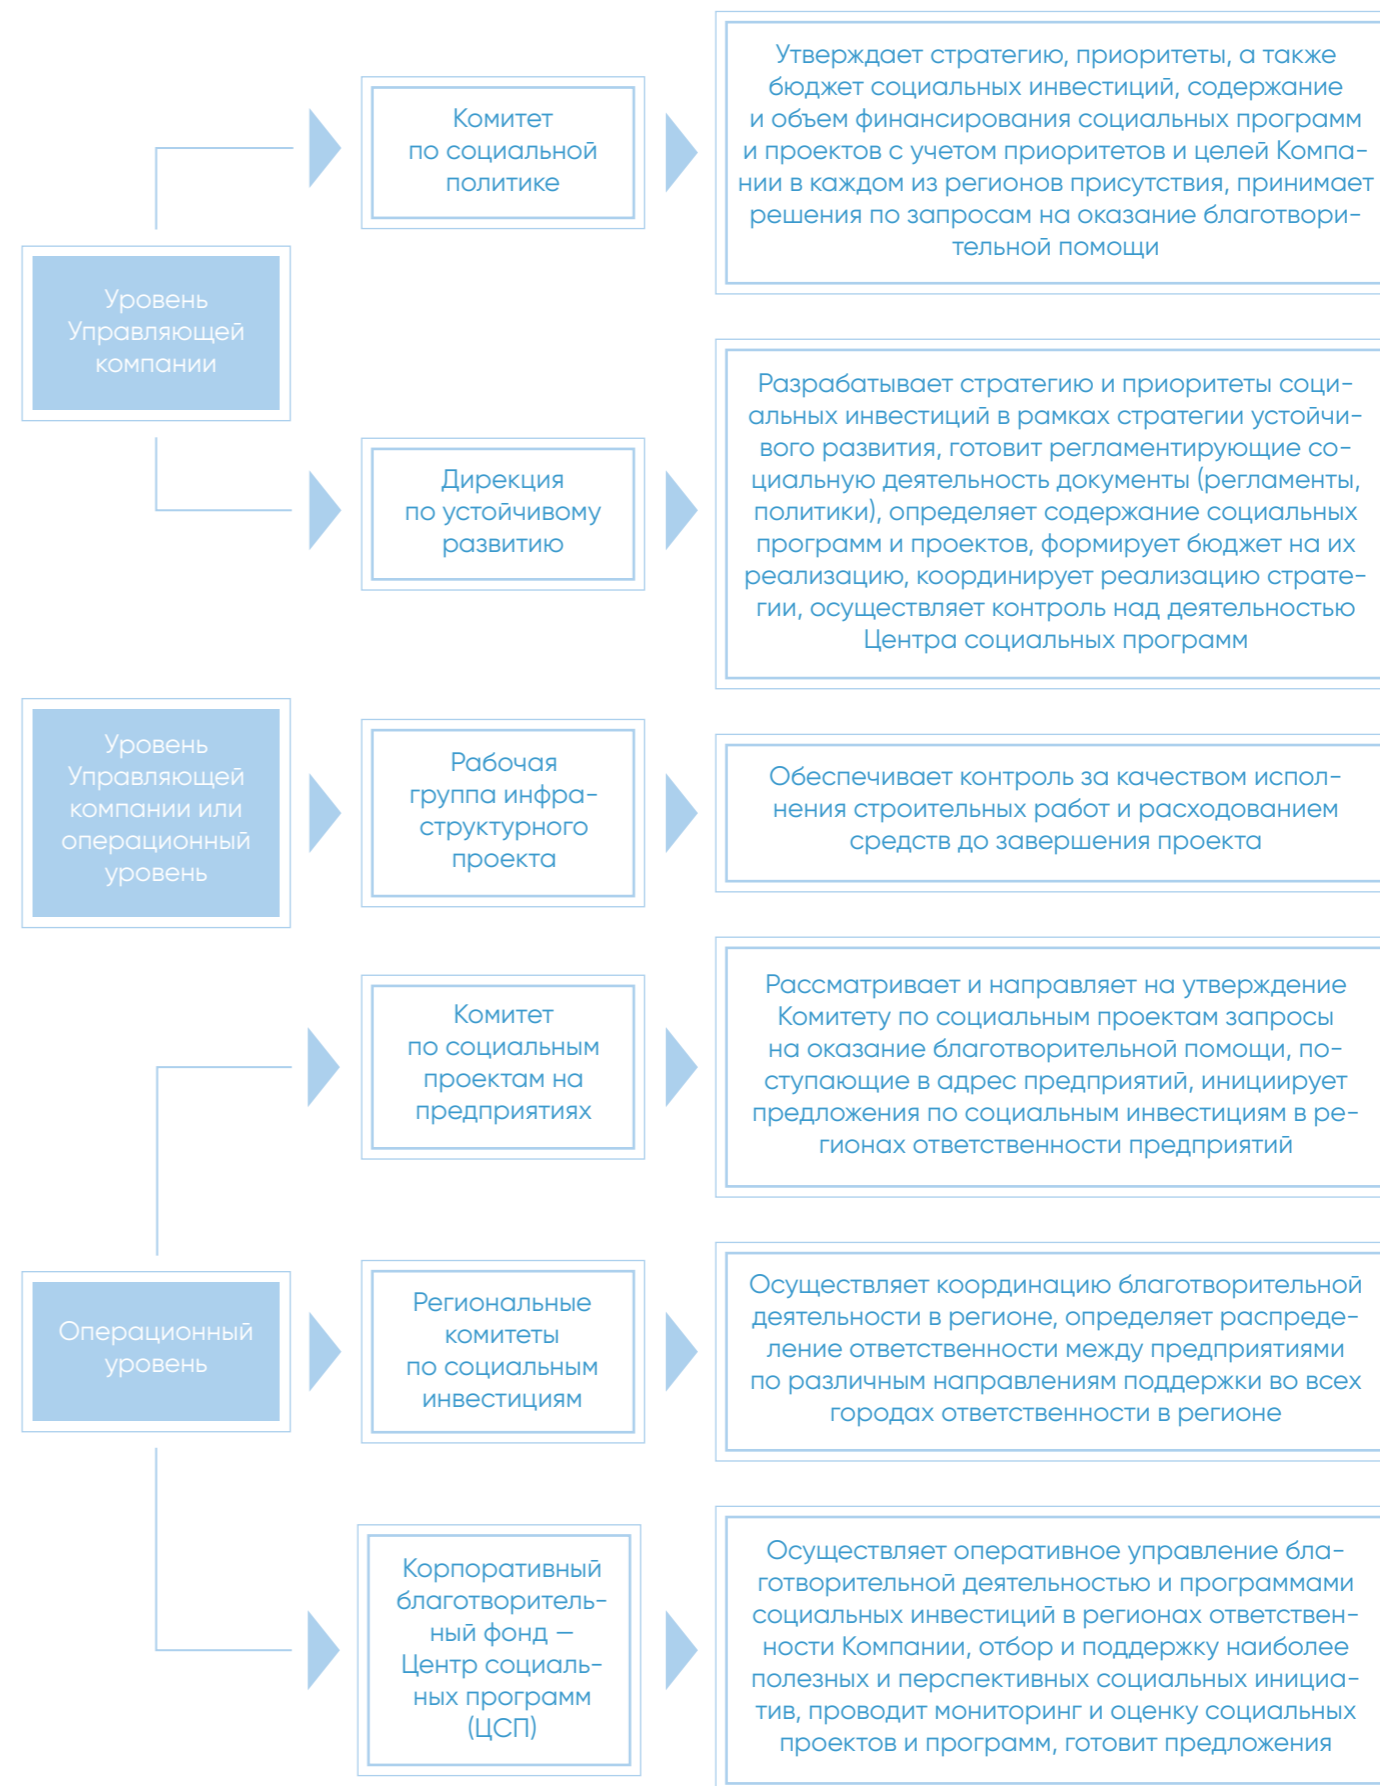 Уровень
Управляющей
компании
Комитет
по социальной
политике
Утверждает стратегию, приоритеты, а также
бюджет социальных инвестиций, содержание
и объем финансирования социальных программ
и проектов с учетом приоритетов и целей Компа-
нии в каждом из регионов присутствия, принимает
решения по запросам на оказание благотвори-
тельной помощи
Дирекция
по устойчивому
развитию
Разрабатывает стратегию и приоритеты соци-
альных инвестиций в рамках стратегии устойчи-
вого развития, готовит регламентирующие со-
циальную деятельность документы (регламенты,
политики), определяет содержание социальных
программ и проектов, формирует бюджет на их
реализацию, координирует реализацию страте-
гии, осуществляет контроль над деятельностью
Центра социальных программ
Уровень
Управляющей
компании или
операционный
уровень
Рабочая
группа инфра-
структурного
проекта
Обеспечивает контроль за качеством испол-
нения строительных работ и расходованием
средств до завершения проекта
Операционный
уровень
Комитет
по социальным
проектам на
предприятиях
Рассматривает и направляет на утверждение
Комитету по социальным проектам запросы
на оказание благотворительной помощи, по-
ступающие в адрес предприятий, инициирует
предложения по социальным инвестициям в ре-
гионах ответственности предприятий
Региональные
комитеты
по социальным
инвестициям
Осуществляет координацию благотворительной
деятельности в регионе, определяет распреде-
ление ответственности между предприятиями
по различным направлениям поддержки во всех
городах ответственности в регионе
Корпоративный
благотворитель-
ный фонд —
Центр социаль-
ных программ
(ЦСП)
Осуществляет оперативное управление бла-
готворительной деятельностью и программами
социальных инвестиций в регионах ответствен-
ности Компании, отбор и поддержку наиболее
полезных и перспективных социальных инициа-
тив, проводит мониторинг и оценку социальных
проектов и программ, готовит предложения